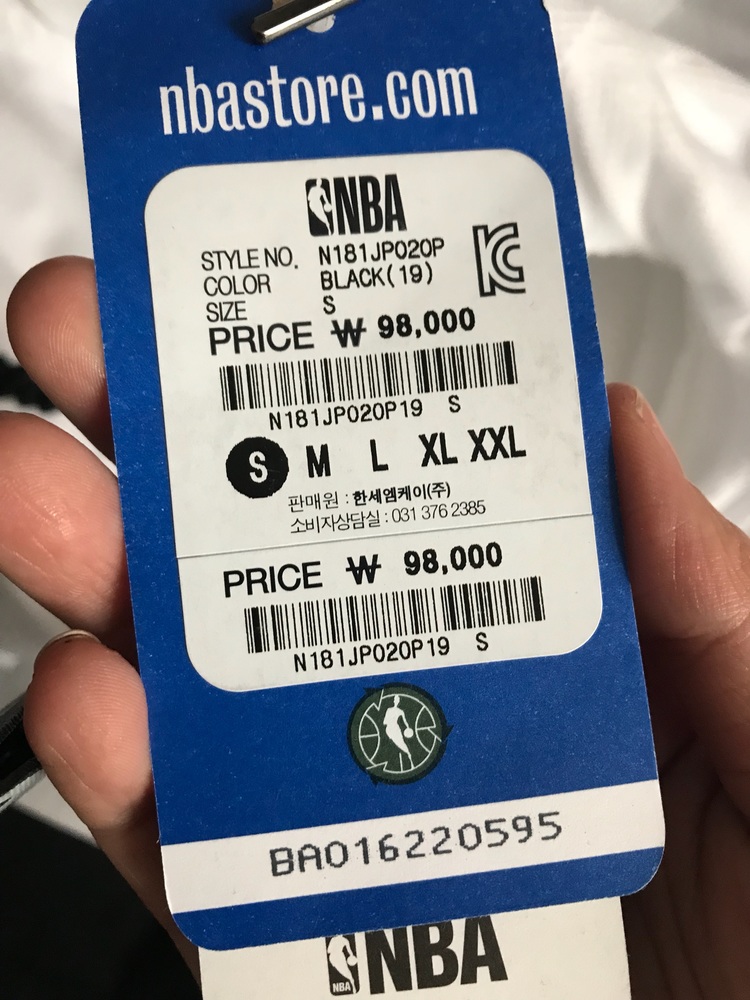 nbastore.com
NBA
STYLE NO. N181JP020P
COLOR BLACK(19)
SIZE S
PRICE ₩ 98,000
N181JP020P19 S
S M L XL XXL
판매원 : 한세엠케이(주)
소비자상담실 : 031 376 2385
PRICE ₩ 98,000
N181JP020P19 S
BA016220595
NBA
NBA